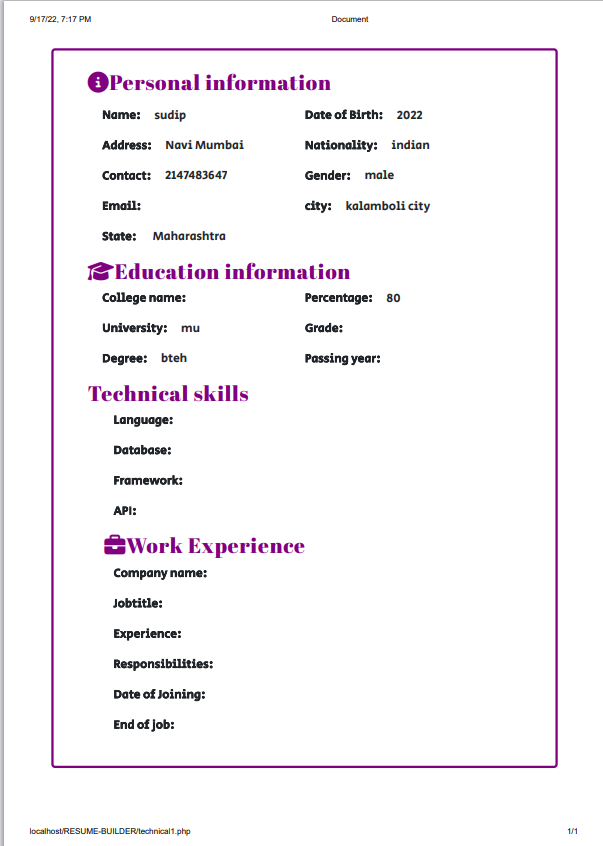 9/17/22, 7:17 PM Document
Personal information
Name: sudip Date of Birth: 2022
Address: Navi Mumbai Nationality: indian
Contact: 2147483647 Gender: male
Email: city: kalamboli city
State: Maharashtra
Education information
College name: Percentage: 80
University: mu Grade:
Degree: bteh Passing year:
Technical skills
Language:
Database:
Framework:
API:
Work Experience
Company name:
Jobtitle:
Experience:
Responsibilities:
Date of Joining:
End of job:
localhost/RESUME-BUILDER/technical1.php 1/1